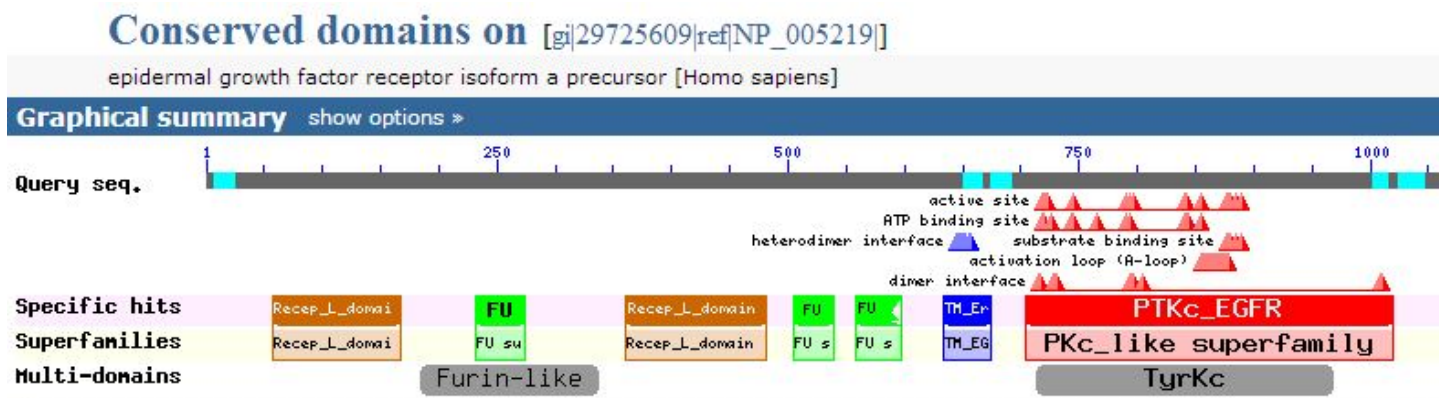 Conserved domains on [gi|29725609|ref|NP_005219|]
epidermal growth factor receptor isoform a precursor [Homo sapiens]
Graphical summary show options »
1 250 500 750 1000
Query seq.
active site
ATP binding site
heterodimer interface substrate binding site
activation loop (A-loop)
dimer interface
Specific hits Recep_L_domai FU Recep_L_domain FU FU TM_Er PTKc_EGFR
Superfamilies Recep_L_domai FU su Recep_L_domain FU s FU s TM_EG PKc_like superfamily
Multi-domains Furin-like TyrKc